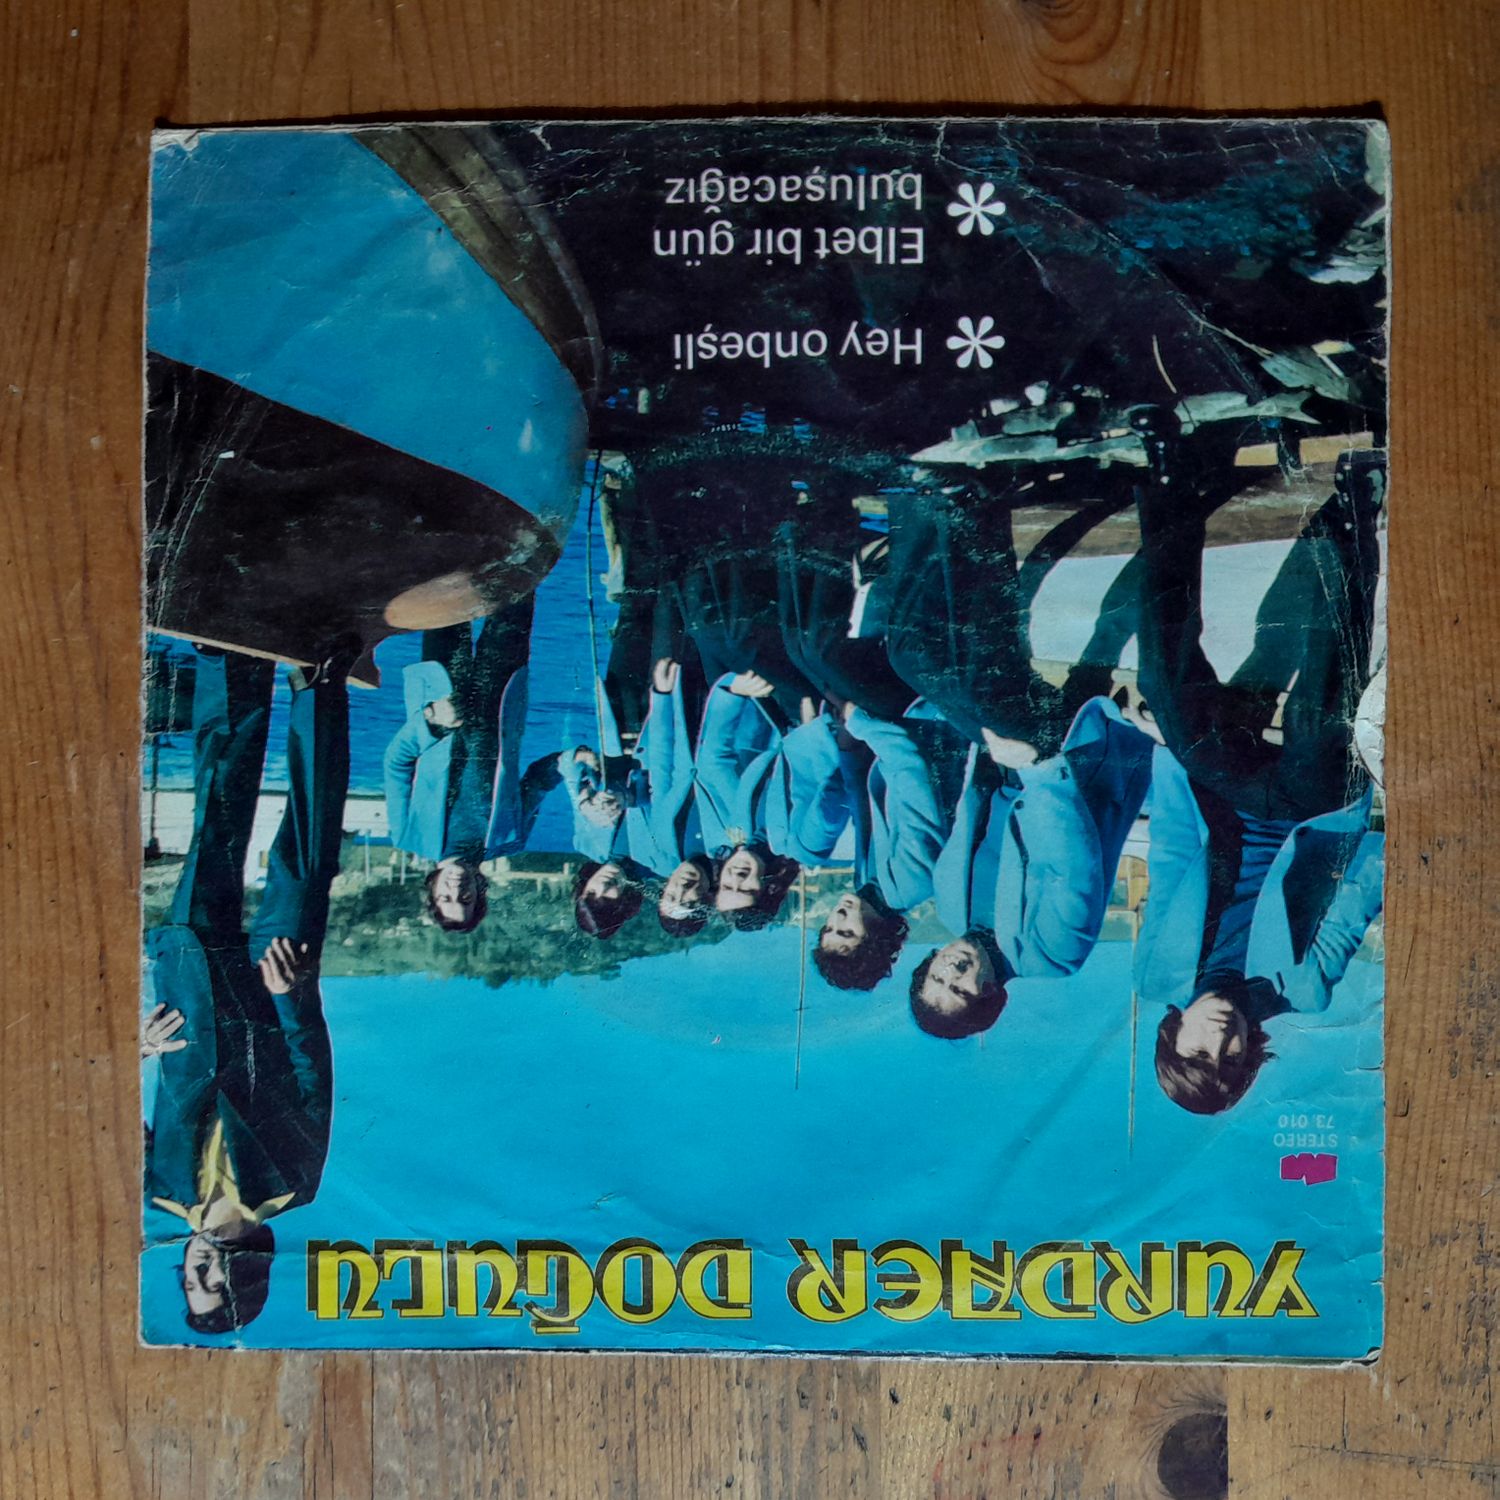 YURDAER DOĞULU
STEREO
73. 010
* Hey onbeşli
* Elbet bir gün
buluşacağız